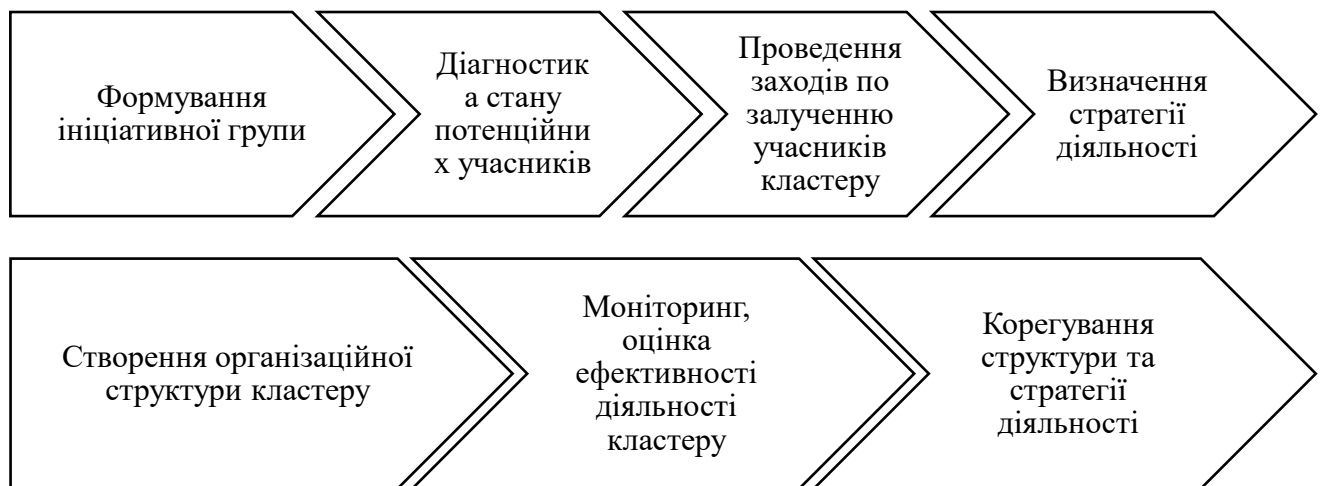 Формування
ініціативної групи
Діагностик
а стану
потенційни
х учасників
Проведення
заходів по
залученню
учасників
кластеру
Визначення
стратегії
діяльності
Створення організаційної
структури кластеру
Моніторинг,
оцінка
ефективності
діяльності
кластеру
Корегування
структури та
стратегії
діяльності